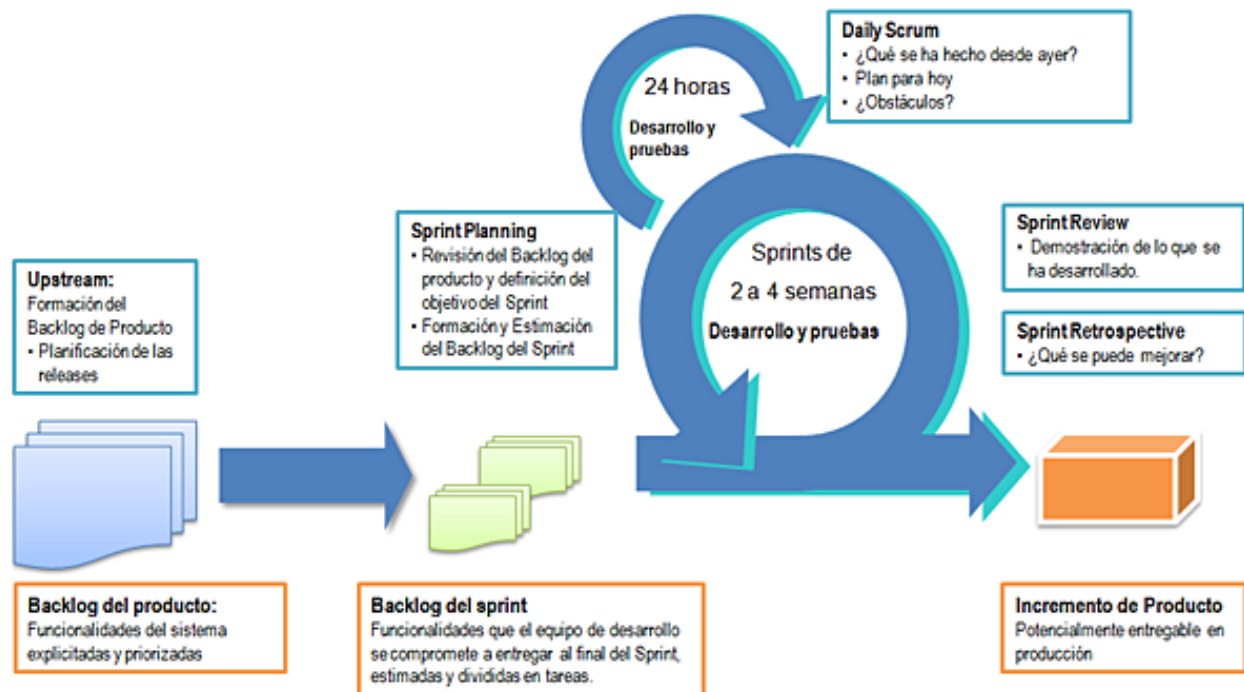 Daily Scrum
• ¿Qué se ha hecho desde ayer?
• Plan para hoy
• ¿Obstáculos?
24 horas
Desarrollo y
pruebas
Sprint Planning
• Revisión del Backlog del
producto y definición del
objetivo del Sprint
• Formación y Estimación
del Backlog del Sprint
Sprints de
2 a 4 semanas
Desarrollo y pruebas
Sprint Review
• Demostración de lo que se
ha desarrollado.
Sprint Retrospective
• ¿Qué se puede mejorar?
Upstream:
Formación del
Backlog de Producto
• Planificación de las
releases
Backlog del producto:
Funcionalidades del sistema
explicitadas y priorizadas
Backlog del sprint
Funcionalidades que el equipo de desarrollo
se compromete a entregar al final del Sprint,
estimadas y divididas en tareas.
Incremento de Producto
Potencialmente entregable en
producción